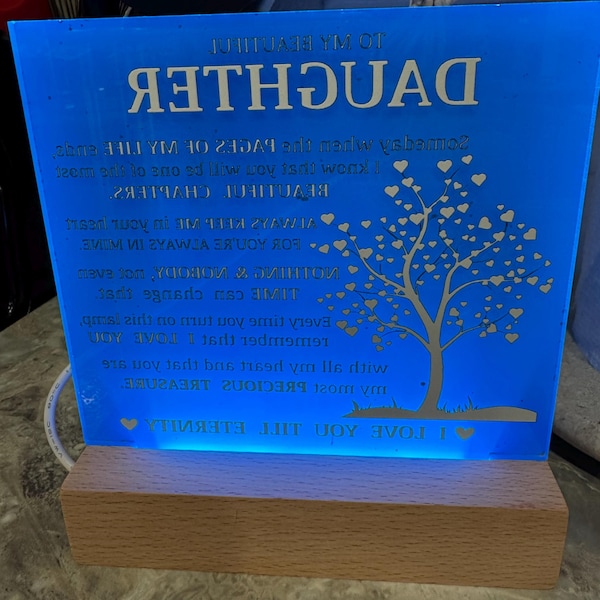 TO MY BEAUTIFUL
DAUGHTER
Someday when the PAGES OF MY LIFE ends,
I know that you will be one of the most
BEAUTIFUL CHAPTERS.
ALWAYS KEEP ME in your heart
FOR YOU'RE ALWAYS IN MINE.
NOTHING & NOBODY, not even
TIME can change that.
Every time you turn on this lamp,
remember that I LOVE YOU
with all my heart and that you are
my most PRECIOUS TREASURE.
I LOVE YOU TILL ETERNITY